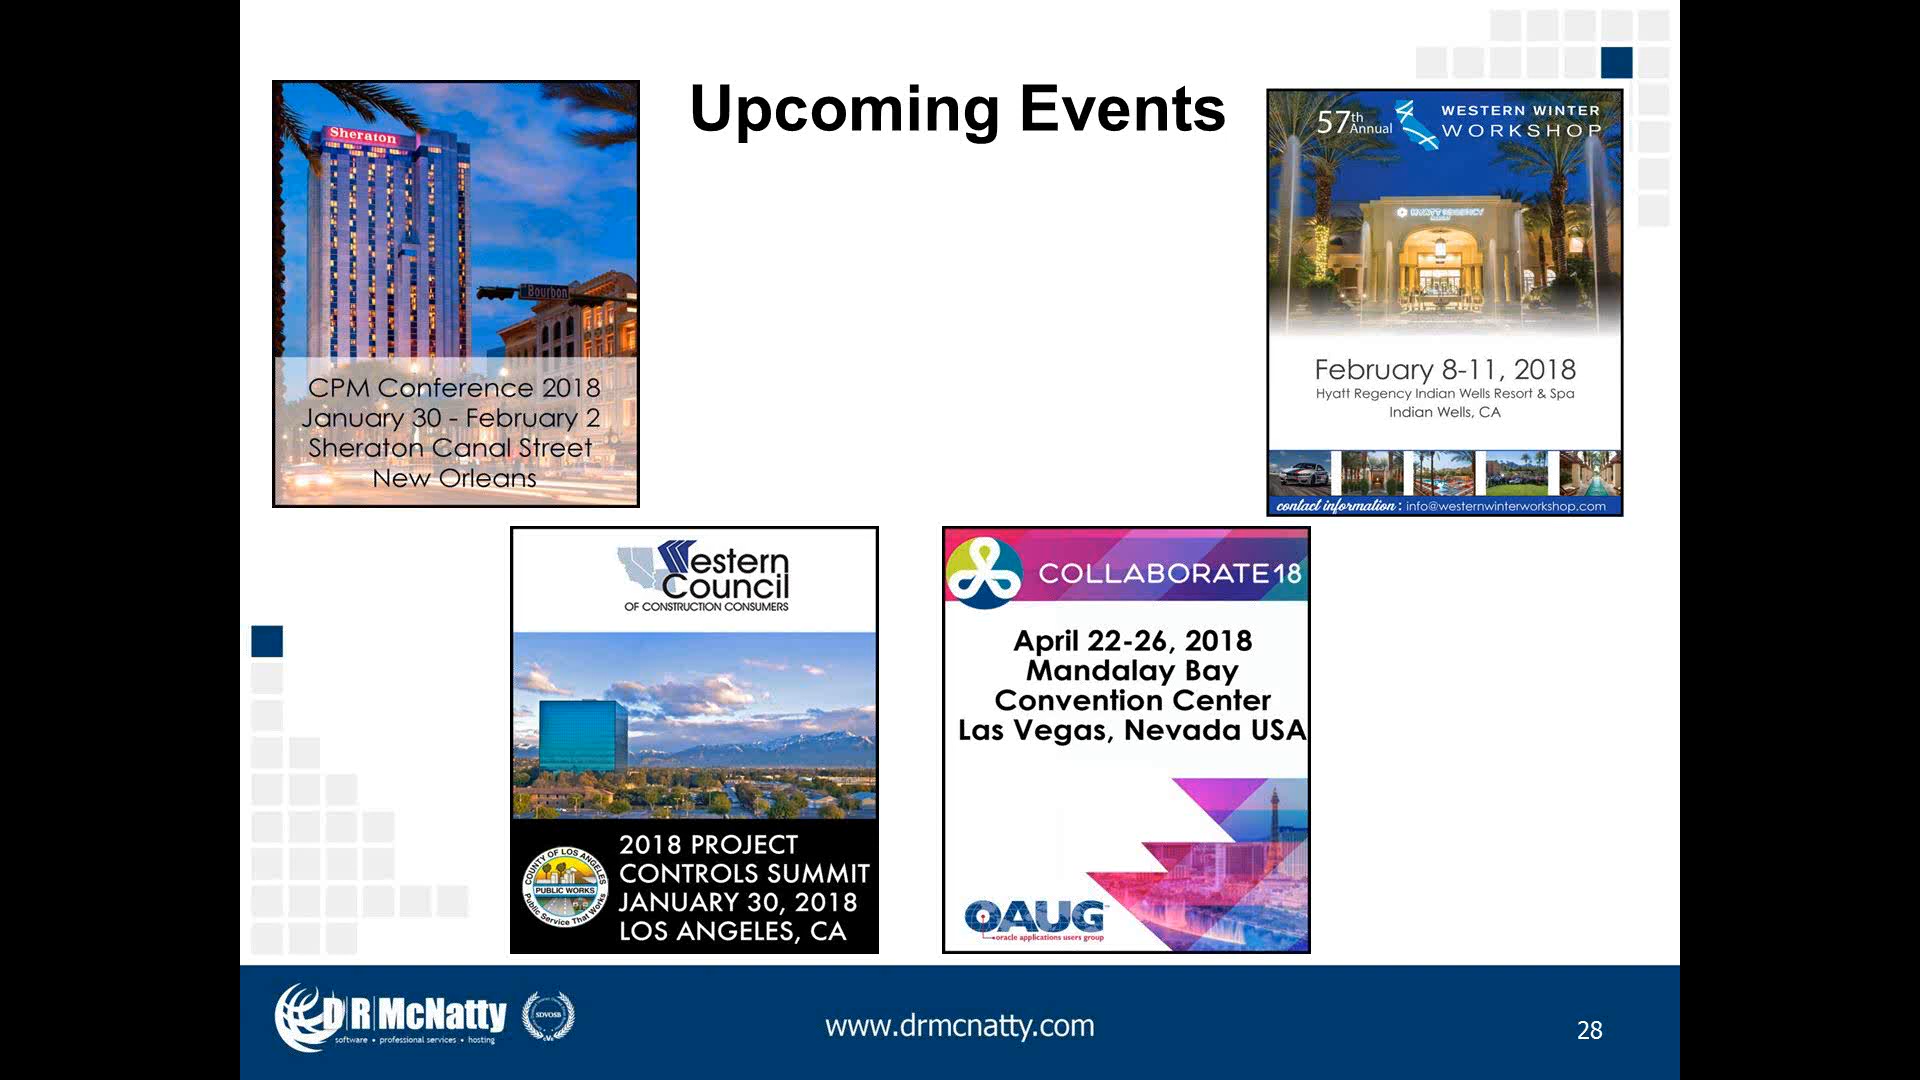 Upcoming Events
Sheraton
Bourbon
CPM Conference 2018
January 30 - February 2
Sheraton Canal Street
New Orleans
57th Annual
WESTERN WINTER
WORKSHOP
HYATT REGENCY
February 8-11, 2018
Hyatt Regency Indian Wells Resort & Spa
Indian Wells, CA
contact information : info@westernwinterworkshop.com
Western
Council
OF CONSTRUCTION CONSUMERS
COUNTY OF LOS ANGELES
PUBLIC WORKS
Public Service That Works
2018 PROJECT
CONTROLS SUMMIT
JANUARY 30, 2018
LOS ANGELES, CA
COLLABORATE18
April 22-26, 2018
Mandalay Bay
Convention Center
Las Vegas, Nevada USA
OAUG
oracle applications users group
D|R|McNatty
software • professional services • hosting
SDVOSB
www.drmcnatty.com
28